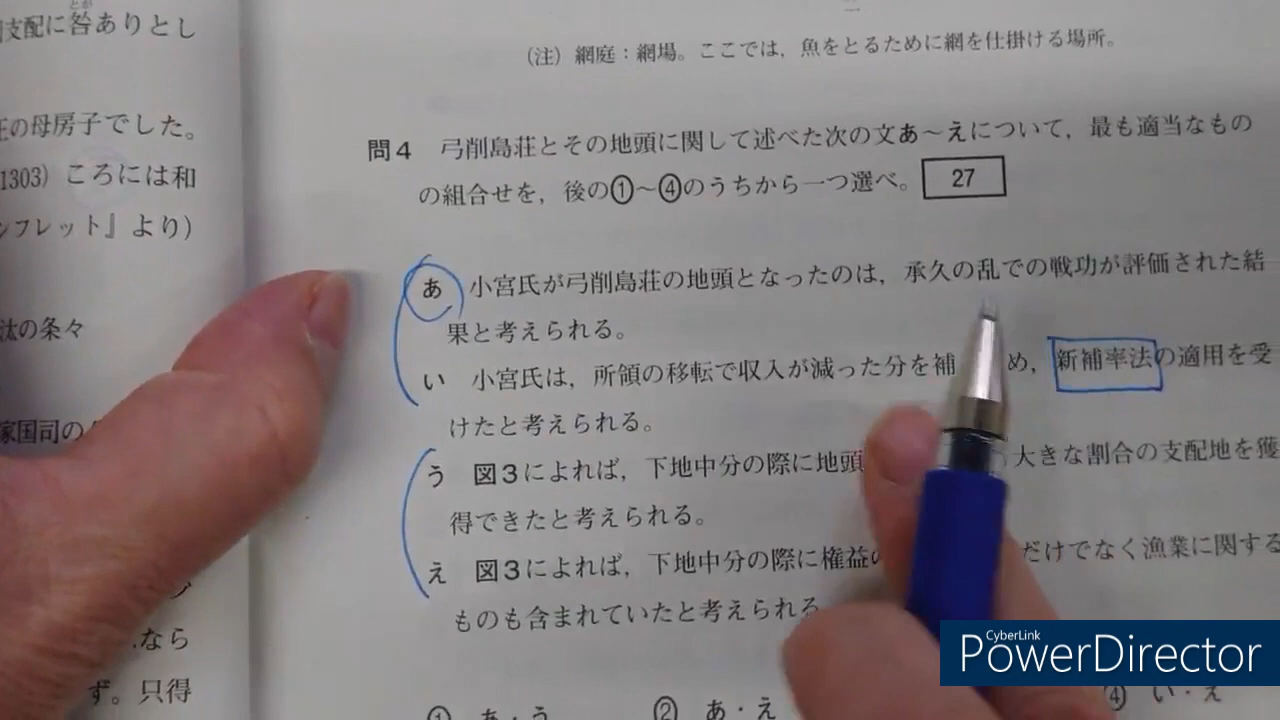 支配に咎ありとし
とが
の母房子でした。
1303）ころには和
ンフレット』より）
汰の条々
家国司の
なら
ず。只得
（注）網庭：網場。ここでは，魚をとるために網を仕掛ける場所。
問4 弓削島荘とその地頭に関して述べた次の文あ～えについて，最も適当なもの
の組合せを，後の①～④のうちから一つ選べ。 27
あ 小宮氏が弓削島荘の地頭となったのは，承久の乱での戦功が評価された結
果と考えられる。
い 小宮氏は，所領の移転で収入が減った分を補 め，新補率法の適用を受
けたと考えられる。
う 図3によれば，下地中分の際に地頭 大きな割合の支配地を獲
得できたと考えられる。
え 図3によれば，下地中分の際に権益の だけでなく漁業に関する
ものも含まれていたと考えられる
① あ・う ② あ・え ④ い・え
CyberLink
PowerDirector